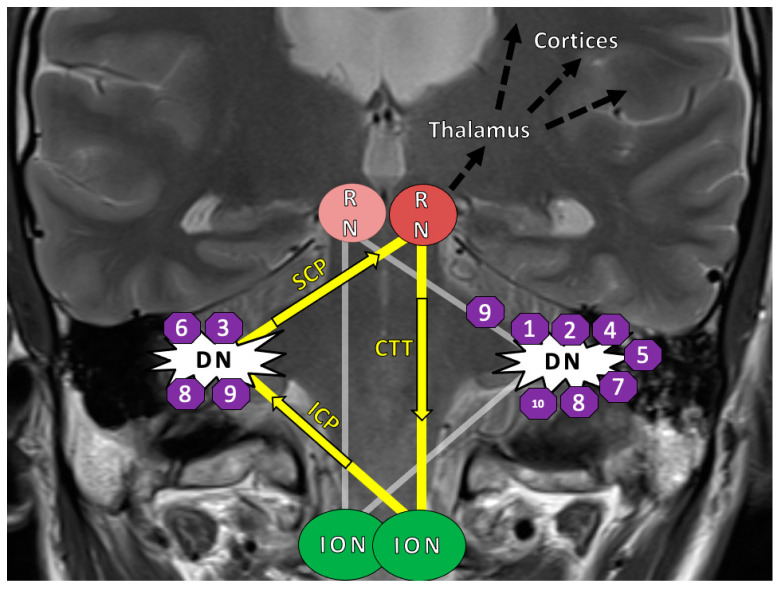 Cortices
Thalamus
R
N
R
N
SCP
9
6
3
1
2
4
DN
CTT
DN
5
8
9
7
10
8
ICP
ION
ION